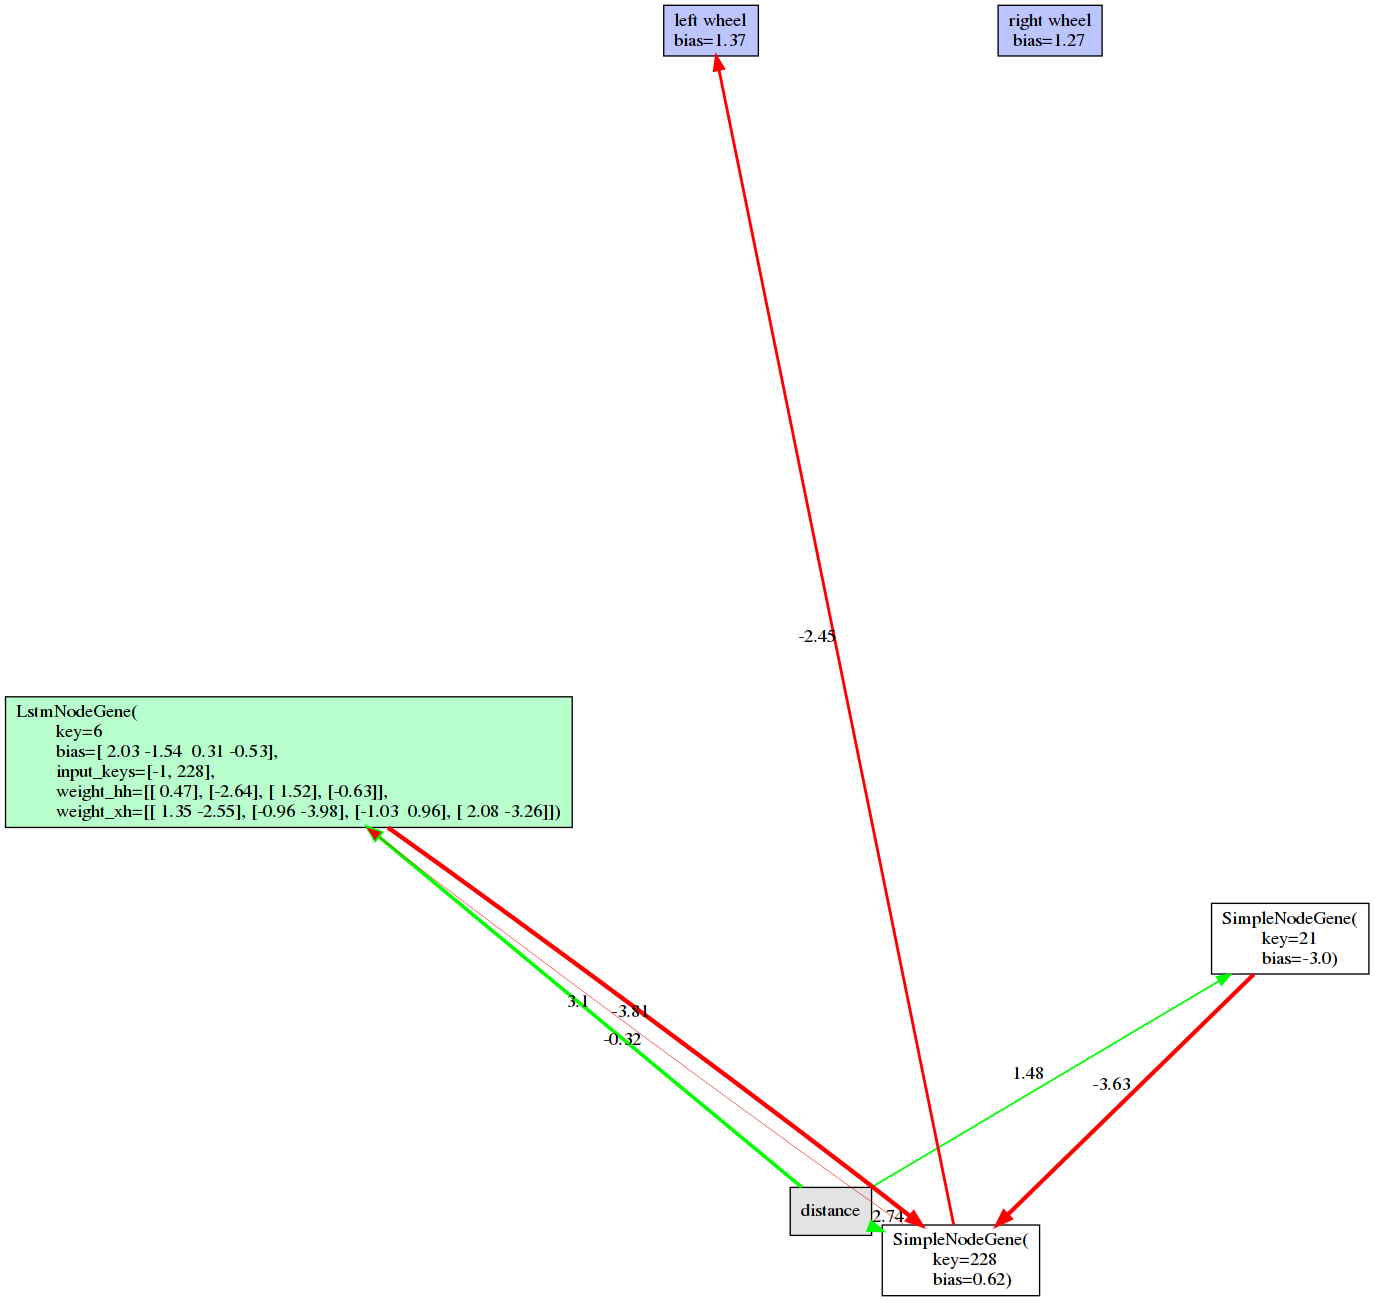 left wheel
bias=1.37
right wheel
bias=1.27
-2.45
LstmNodeGene(
key=6
bias=[ 2.03 -1.54  0.31 -0.53],
input_keys=[-1, 228],
weight_hh=[[ 0.47], [-2.64], [ 1.52], [-0.63]],
weight_xh=[[ 1.35 -2.55], [-0.96 -3.98], [-1.03  0.96], [ 2.08 -3.26]])
SimpleNodeGene(
key=21
bias=-3.0)
3.1
-3.81
-0.32
1.48
-3.63
distance
2.74
SimpleNodeGene(
key=228
bias=0.62)